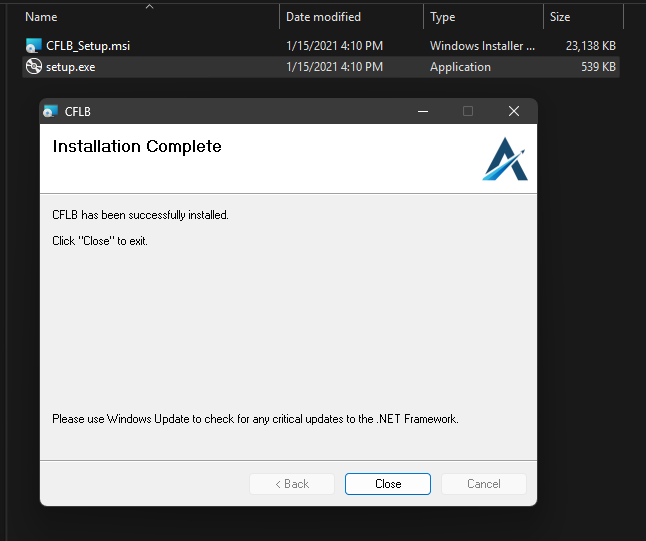 Name Date modified Type Size
CFLB_Setup.msi 1/15/2021 4:10 PM Windows Installer ... 23,138 KB
setup.exe 1/15/2021 4:10 PM Application 539 KB
CFLB
Installation Complete
CFLB has been successfully installed.
Click "Close" to exit.
Please use Windows Update to check for any critical updates to the .NET Framework.
< Back Close Cancel